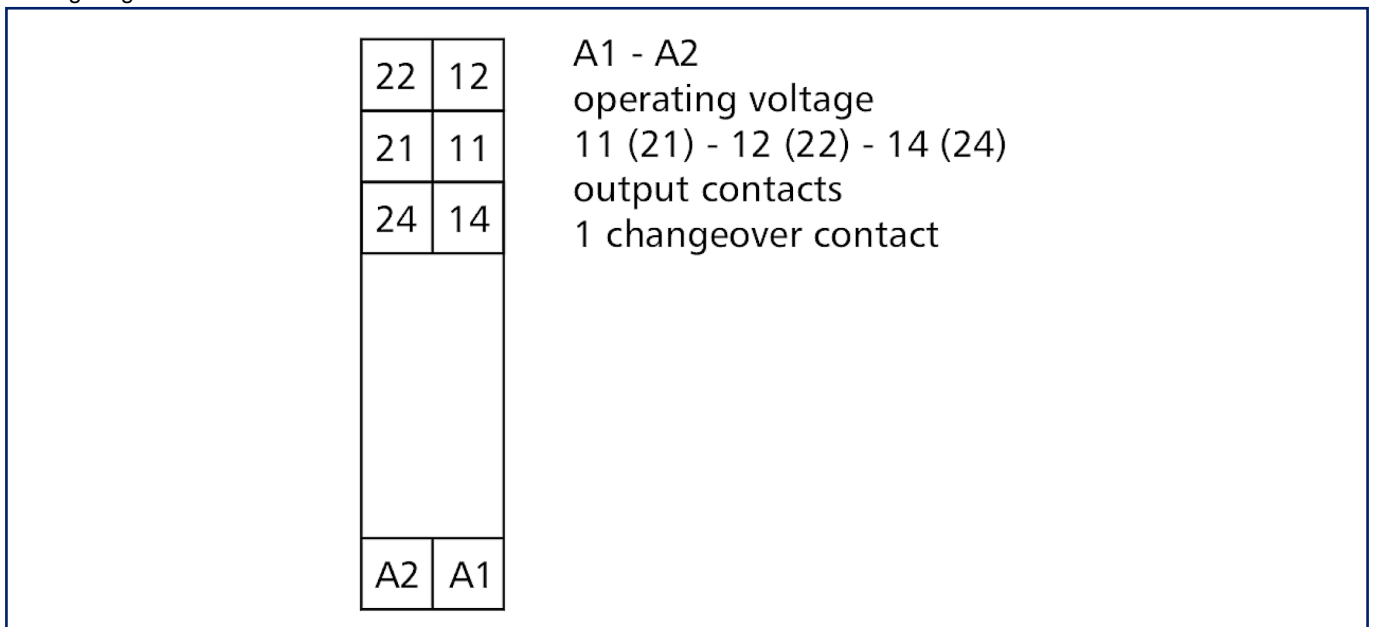 22 12
21 11
24 14
A2 A1
A1 - A2
operating voltage
11 (21) - 12 (22) - 14 (24)
output contacts
1 changeover contact